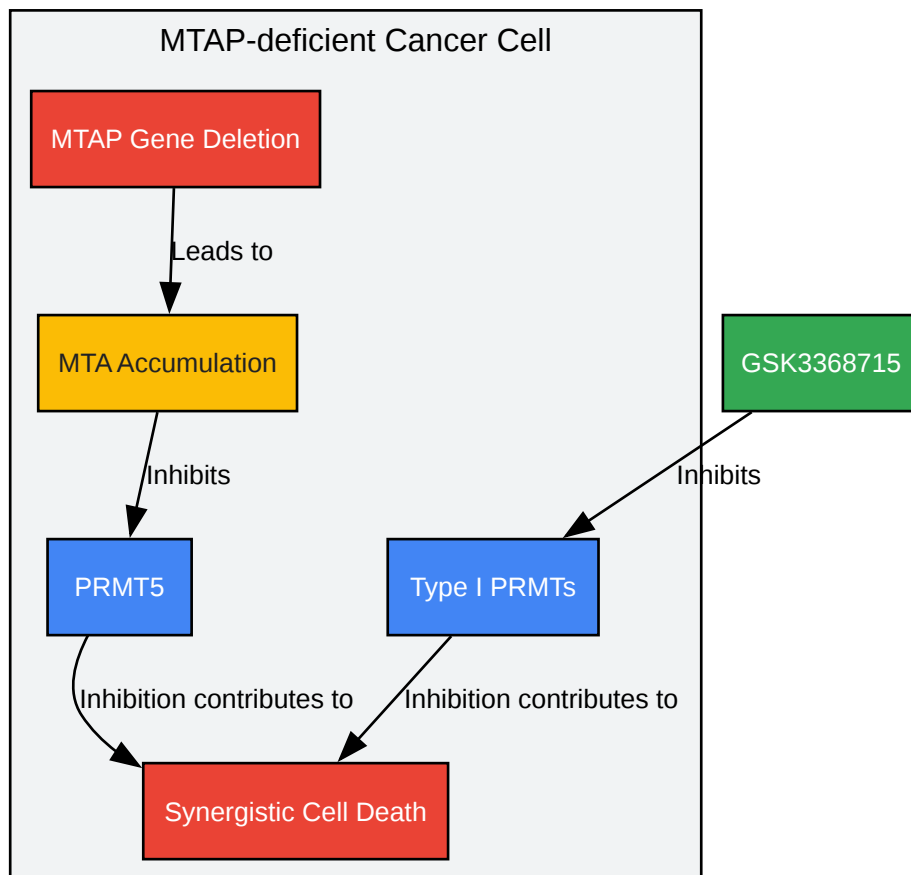 MTAP-deficient Cancer Cell
MTAP Gene Deletion
Leads to
MTA Accumulation
GSK3368715
Inhibits
Inhibits
PRMT5
Type I PRMTs
Inhibition contributes to
Inhibition contributes to
Synergistic Cell Death